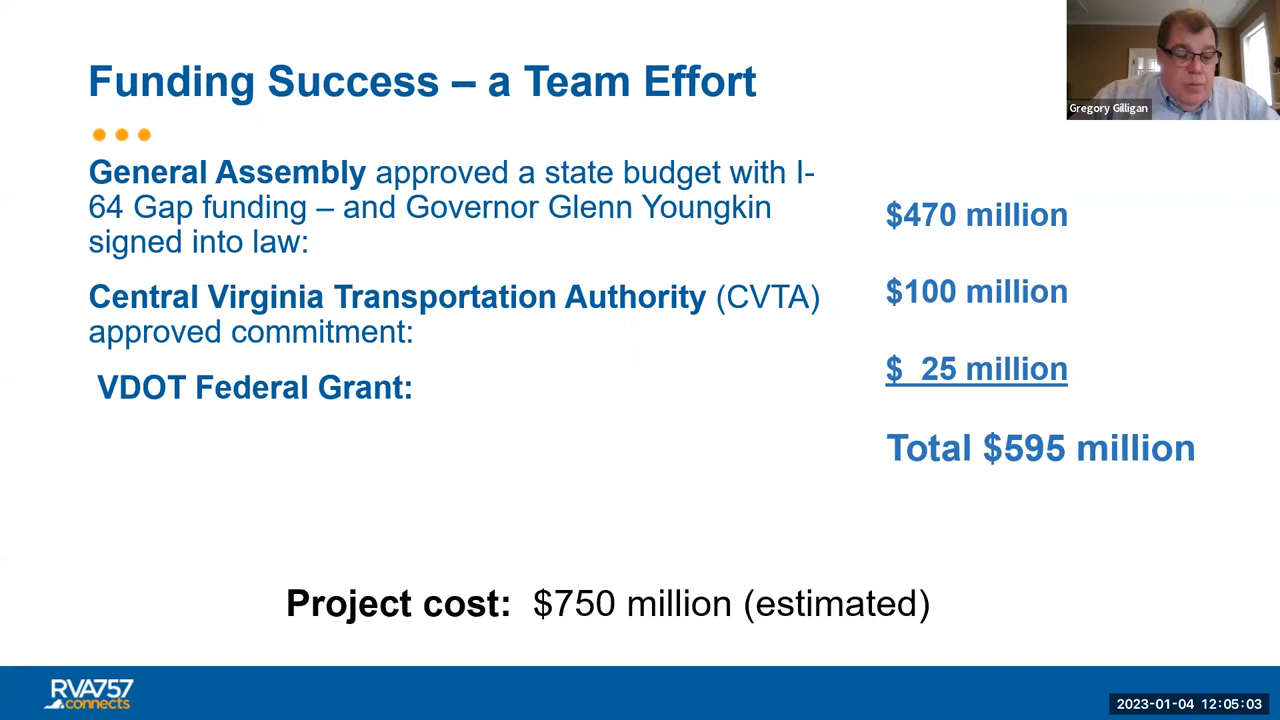 Funding Success – a Team Effort
Gregory Gilligan
General Assembly approved a state budget with I-
64 Gap funding – and Governor Glenn Youngkin
signed into law:
$470 million
Central Virginia Transportation Authority (CVTA)
approved commitment:
$100 million
VDOT Federal Grant:
$ 25 million
Total $595 million
Project cost: $750 million (estimated)
RVA757
connects
2023-01-04 12:05:03